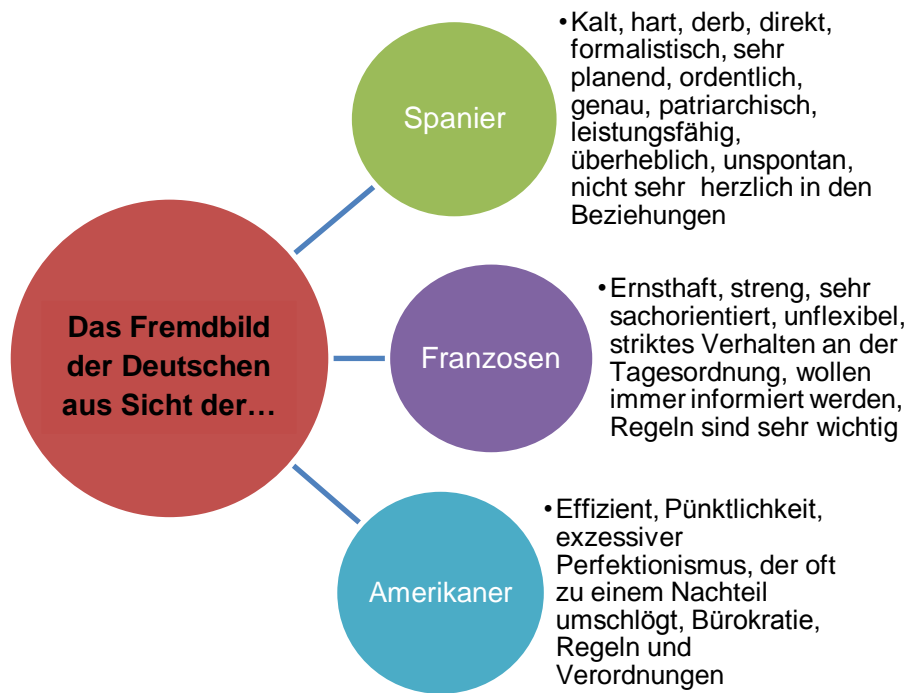 Das Fremdbild
der Deutschen
aus Sicht der…
Spanier
•Kalt, hart, derb, direkt,
formalistisch, sehr
planend, ordentlich,
genau, patriarchisch,
leistungsfähig,
überheblich, unspontan,
nicht sehr herzlich in den
Beziehungen
Franzosen
•Ernsthaft, streng, sehr
sachorientiert, unflexibel,
striktes Verhalten an der
Tagesordnung, wollen
immer informiert werden,
Regeln sind sehr wichtig
Amerikaner
•Effizient, Pünktlichkeit,
exzessiver
Perfektionismus, der oft
zu einem Nachteil
umschlögt, Bürokratie,
Regeln und
Verordnungen